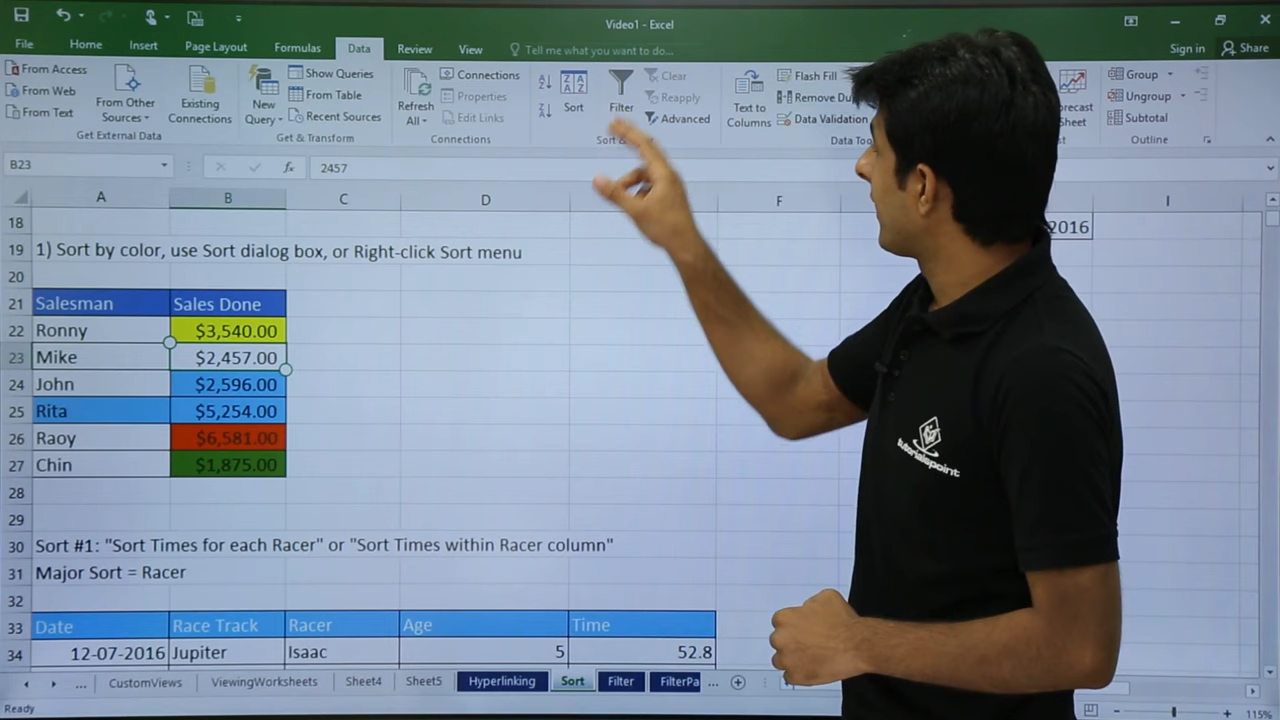 Video1 - Excel
File Home Insert Page Layout Formulas Data Review View Tell me what you want to do... Sign in Share
From Access
From Web
From Text
From Other Sources
Existing Connections
Get External Data
New Query
Show Queries
From Table
Recent Sources
Get & Transform
Refresh All
Connections
Properties
Edit Links
Connections
Sort
Filter
Clear
Reapply
Advanced
Sort &
Text to Columns
Flash Fill
Remove Du
Data Validation
Data Too
Sheet
Group
Ungroup
Subtotal
Outline
B23 fx 2457
A B C D F I
18 2016
19 1) Sort by color, use Sort dialog box, or Right-click Sort menu
20
21 Salesman Sales Done
22 Ronny $3,540.00
23 Mike $2,457.00
24 John $2,596.00
25 Rita $5,254.00
26 Raoy $6,581.00
27 Chin $1,875.00
28
29
30 Sort #1: "Sort Times for each Racer" or "Sort Times within Racer column"
31 Major Sort = Racer
32
33 Date Race Track Racer Age Time
34 12-07-2016 Jupiter Isaac 5 52.8
... CustomViews ViewingWorksheets Sheet4 Sheet5 Hyperlinking Sort Filter FilterPa ...
Ready 115%
tutorialspoint